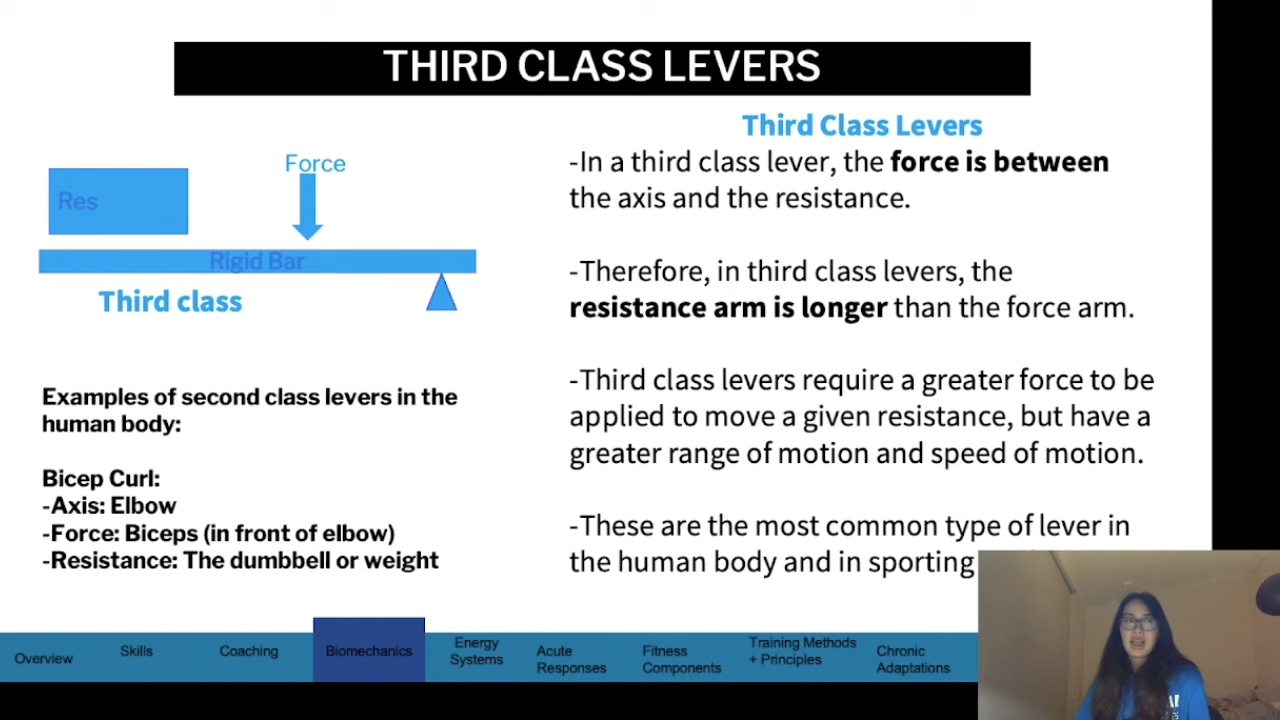 THIRD CLASS LEVERS
Force
Res
Rigid Bar
Third class
Examples of second class levers in the
human body:
Bicep Curl:
-Axis: Elbow
-Force: Biceps (in front of elbow)
-Resistance: The dumbbell or weight
Third Class Levers
-In a third class lever, the force is between
the axis and the resistance.
-Therefore, in third class levers, the
resistance arm is longer than the force arm.
-Third class levers require a greater force to be
applied to move a given resistance, but have a
greater range of motion and speed of motion.
-These are the most common type of lever in
the human body and in sporting
Overview
Skills
Coaching
Biomechanics
Energy
Systems
Acute
Responses
Fitness
Components
Training Methods
+ Principles
Chronic
Adaptations